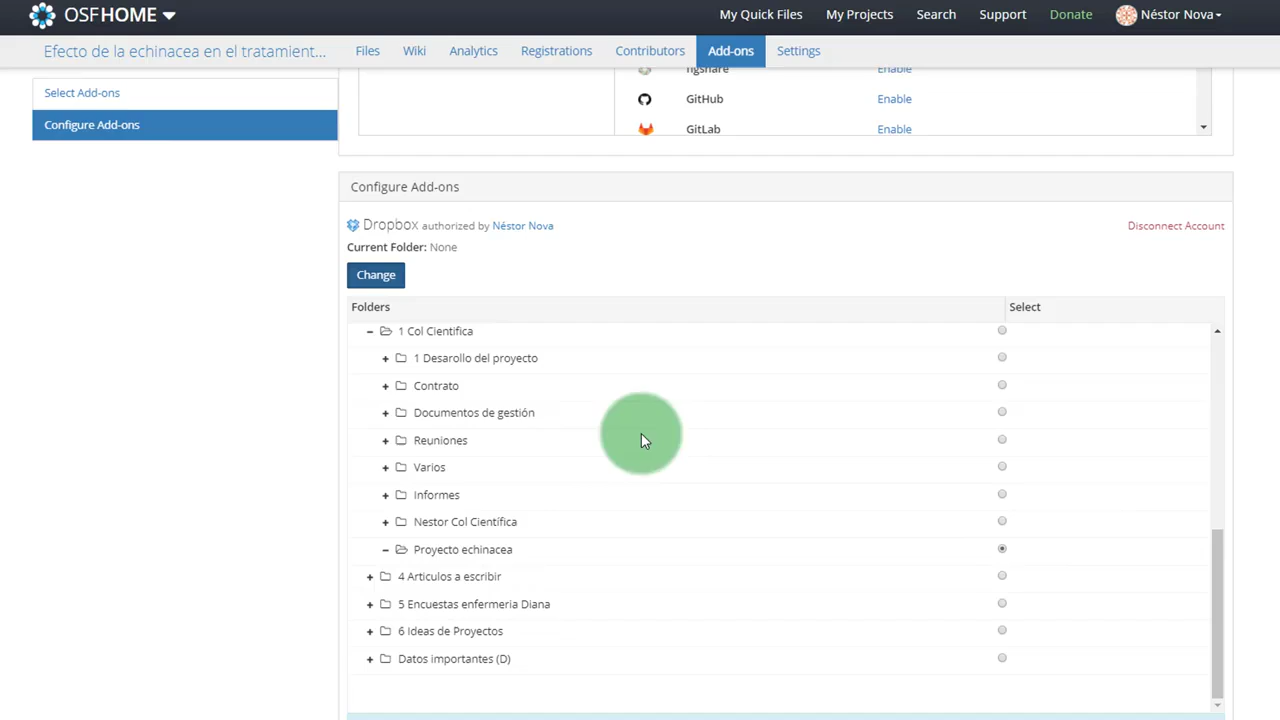 OSFHOME My Quick Files My Projects Search Support Donate Néstor Nova
Efecto de la echinacea en el tratamient... Files Wiki Analytics Registrations Contributors Add-ons Settings
figshare Enable
Select Add-ons
GitHub Enable
Configure Add-ons
GitLab Enable
Configure Add-ons
Dropbox authorized by Néstor Nova Disconnect Account
Current Folder: None
Change
Folders Select
1 Col Cientifica
1 Desarollo del proyecto
Contrato
Documentos de gestión
Reuniones
Varios
Informes
Nestor Col Científica
Proyecto echinacea
4 Articulos a escribir
5 Encuestas enfermeria Diana
6 Ideas de Proyectos
Datos importantes (D)